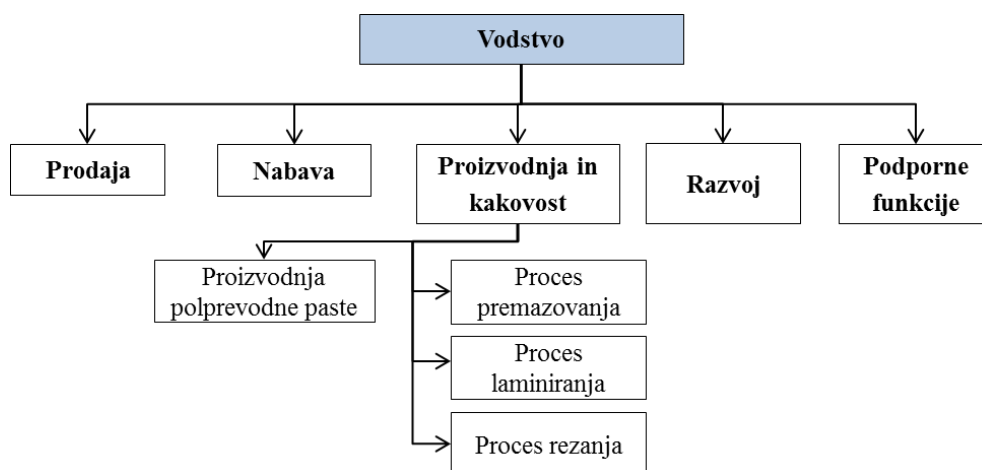 Vodstvo
Prodaja
Nabava
Proizvodnja in
kakovost
Razvoj
Podporne
funkcije
Proizvodnja
polprevodne paste
Proces
premazovanja
Proces
laminiranja
Proces rezanja